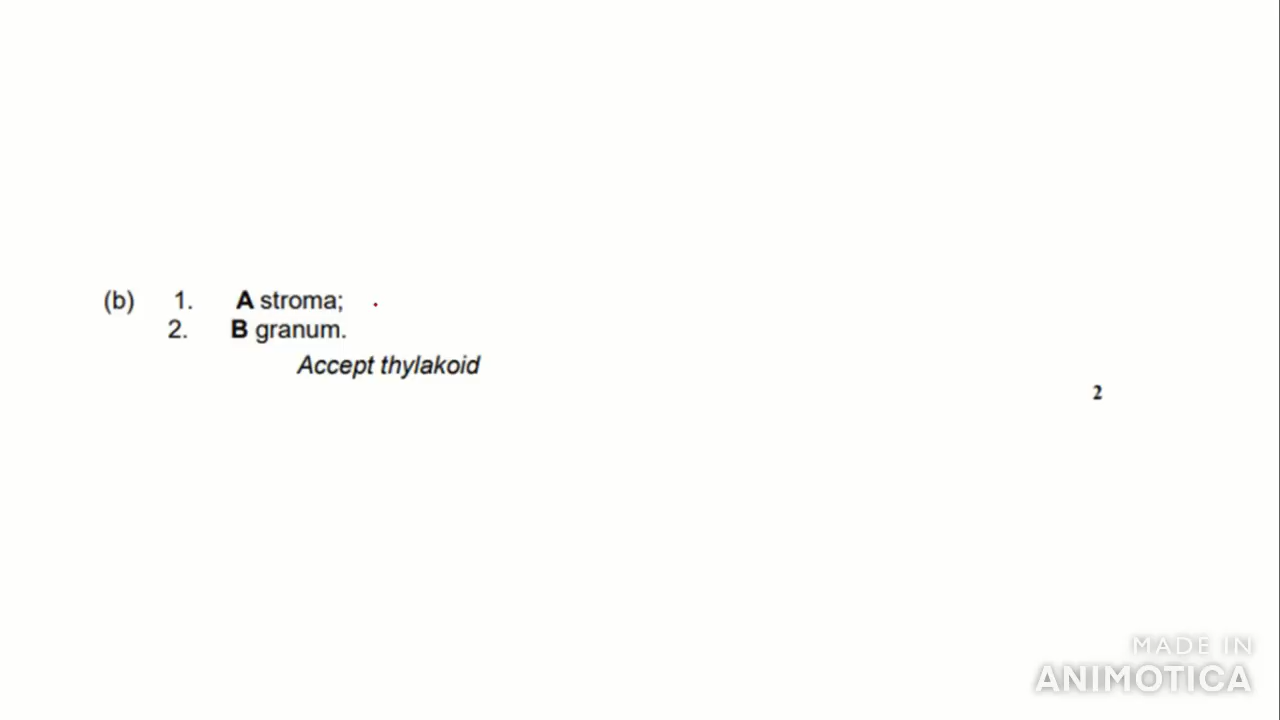 (b) 1. A stroma;
2. B granum.
Accept thylakoid
2
MADE IN
ANIMOTICA